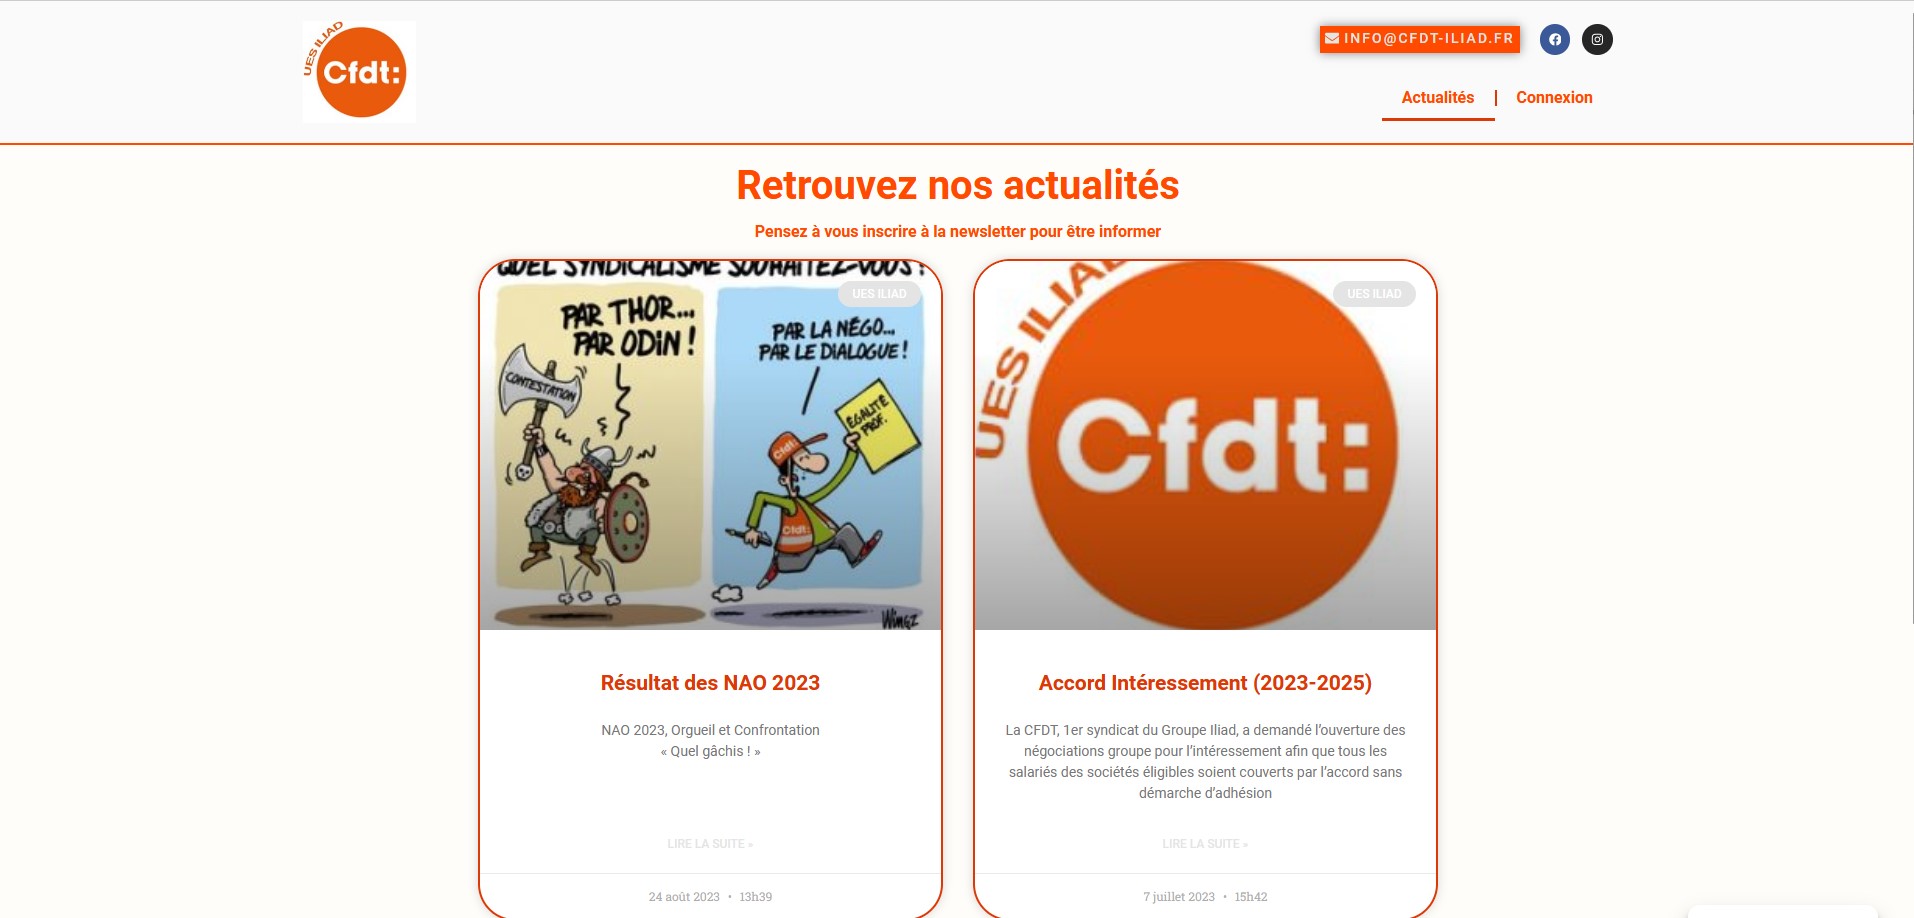 UES ILIAD
Cfdt:
INFO@CFDT-ILIAD.FR
Actualités
Connexion
Retrouvez nos actualités
Pensez à vous inscrire à la newsletter pour être informer
QUEL SYNDICALISME SOUHAITEZ-VOUS ?
UES ILIAD
PAR THOR...
PAR ODIN !
CONTESTATION
PAR LA NÉGO...
PAR LE DIALOGUE !
ÉGALITÉ
PROF.
Cfdt:
Cfdt:
WingZ
Résultat des NAO 2023
NAO 2023, Orgueil et Confrontation
« Quel gâchis ! »
LIRE LA SUITE »
24 août 2023 • 13h39
UES ILIAD
UES ILIAD
Cfdt:
Accord Intéressement (2023-2025)
La CFDT, 1er syndicat du Groupe Iliad, a demandé l’ouverture des
négociations groupe pour l’intéressement afin que tous les
salariés des sociétés éligibles soient couverts par l’accord sans
démarche d’adhésion
LIRE LA SUITE »
7 juillet 2023 • 15h42